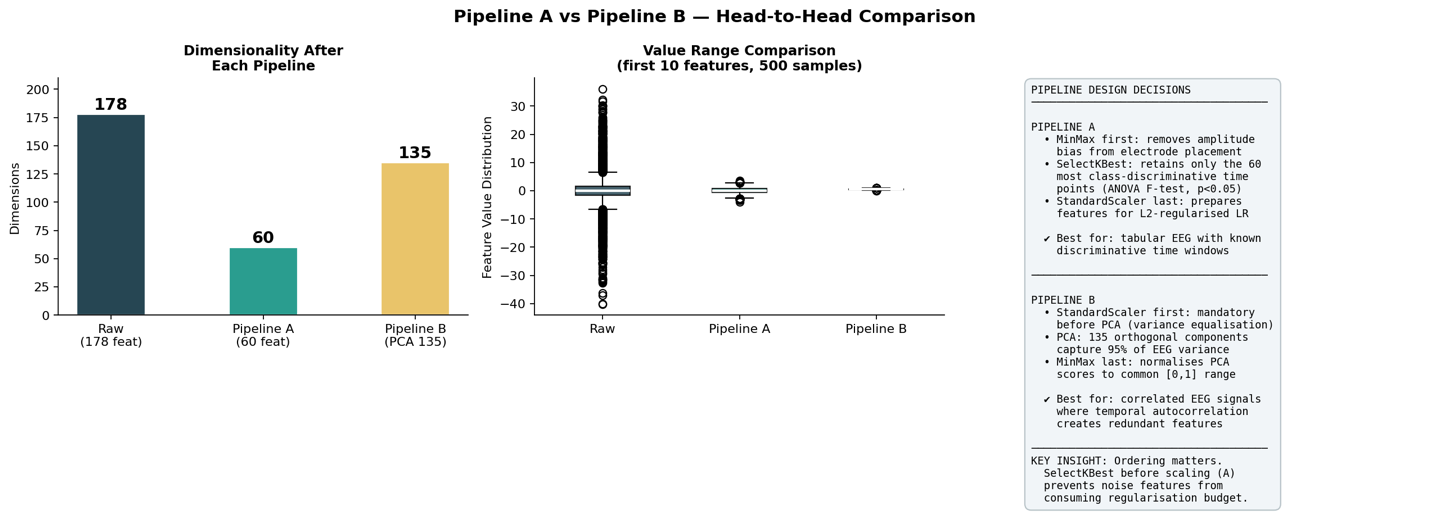 Pipeline A vs Pipeline B — Head-to-Head Comparison
Dimensionality After
Each Pipeline
Dimensions
200
175
150
125
100
75
50
25
0
178
60
135
Raw
(178 feat)
Pipeline A
(60 feat)
Pipeline B
(PCA 135)
Value Range Comparison
(first 10 features, 500 samples)
Feature Value Distribution
30
20
10
0
−10
−20
−30
−40
Raw
Pipeline A
Pipeline B
PIPELINE DESIGN DECISIONS
PIPELINE A
• MinMax first: removes amplitude
bias from electrode placement
• SelectKBest: retains only the 60
most class-discriminative time
points (ANOVA F-test, p<0.05)
• StandardScaler last: prepares
features for L2-regularised LR
✔ Best for: tabular EEG with known
discriminative time windows
PIPELINE B
• StandardScaler first: mandatory
before PCA (variance equalisation)
• PCA: 135 orthogonal components
capture 95% of EEG variance
• MinMax last: normalises PCA
scores to common [0,1] range
✔ Best for: correlated EEG signals
where temporal autocorrelation
creates redundant features
KEY INSIGHT: Ordering matters.
SelectKBest before scaling (A)
prevents noise features from
consuming regularisation budget.